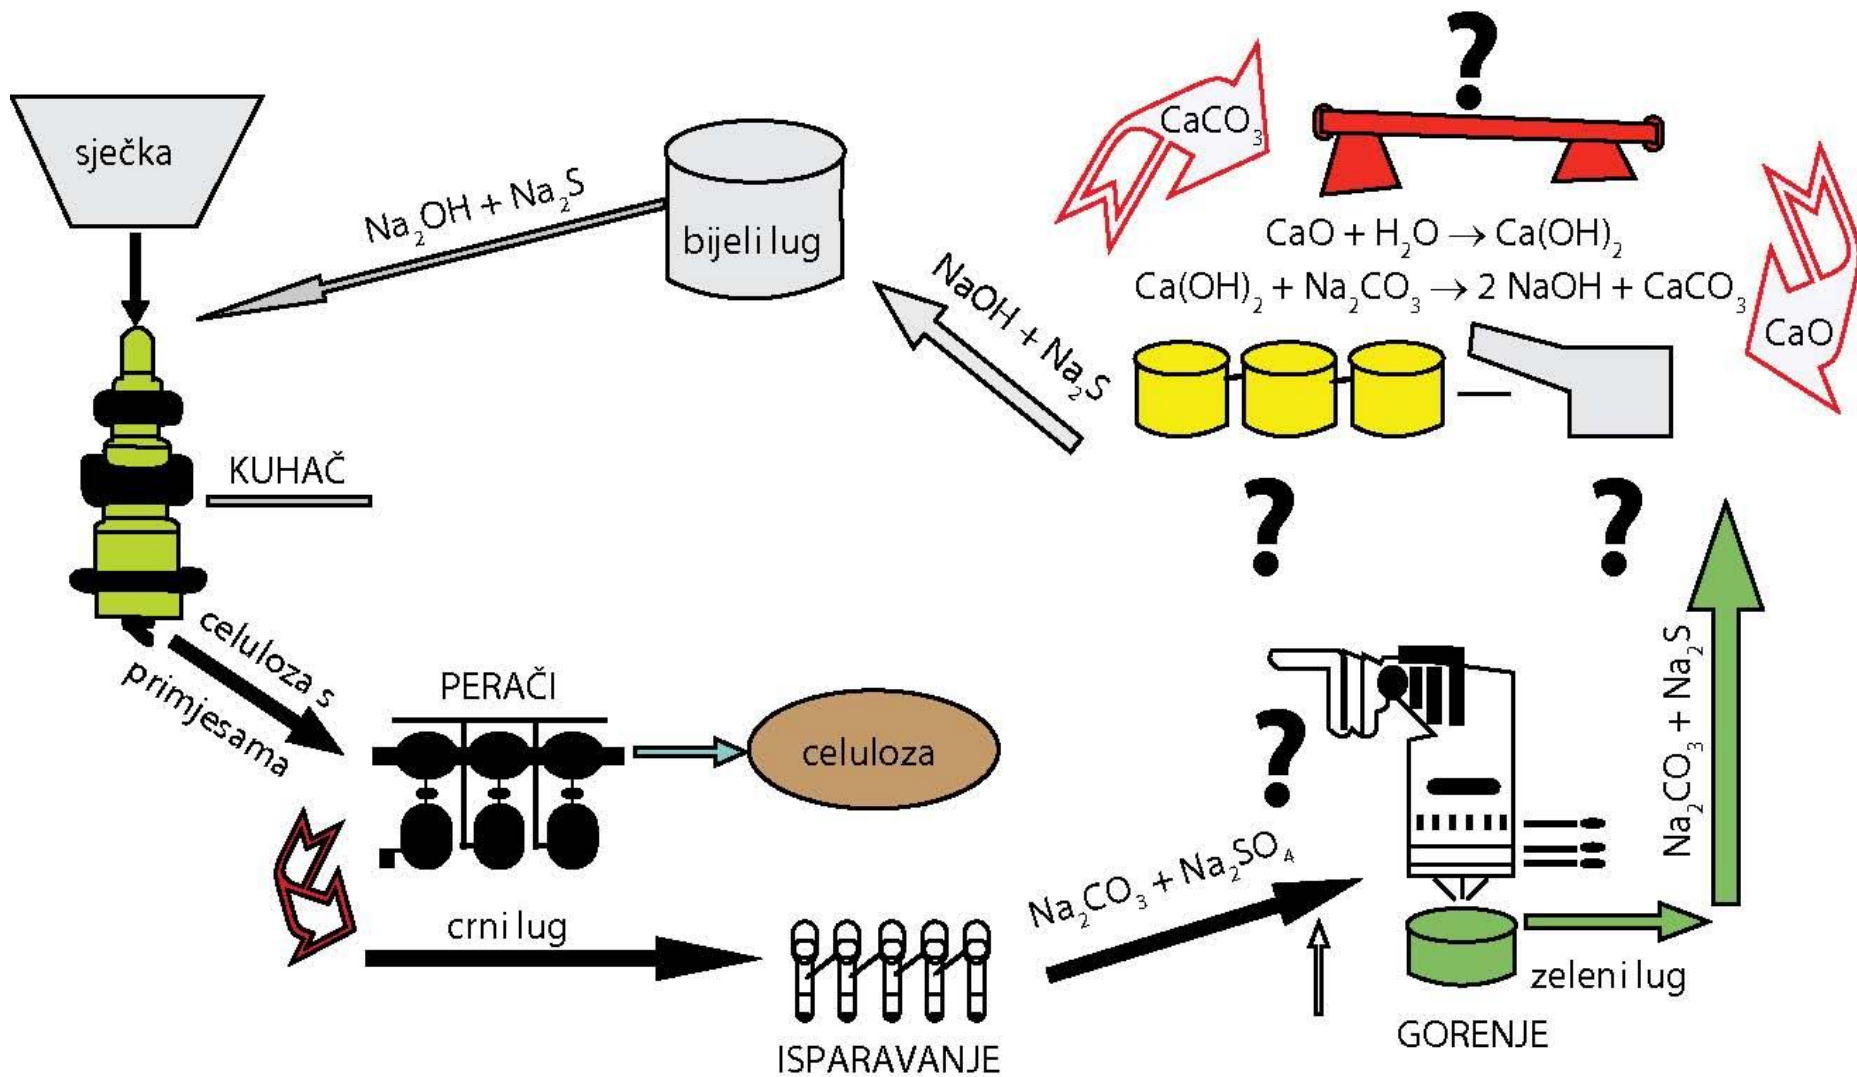 sječka
Na₂OH + Na₂S
bijeli lug
NaOH + Na₂S
?
CaCO₃
CaO + H₂O → Ca(OH)₂
Ca(OH)₂ + Na₂CO₃ → 2 NaOH + CaCO₃
CaO
?
?
KUHAČ
celuloza s
primjesama
PERAČI
celuloza
crni lug
ISPARAVANJE
Na₂CO₃ + Na₂SO₄
?
GORENJE
zeleni lug
Na₂CO₃ + Na₂S